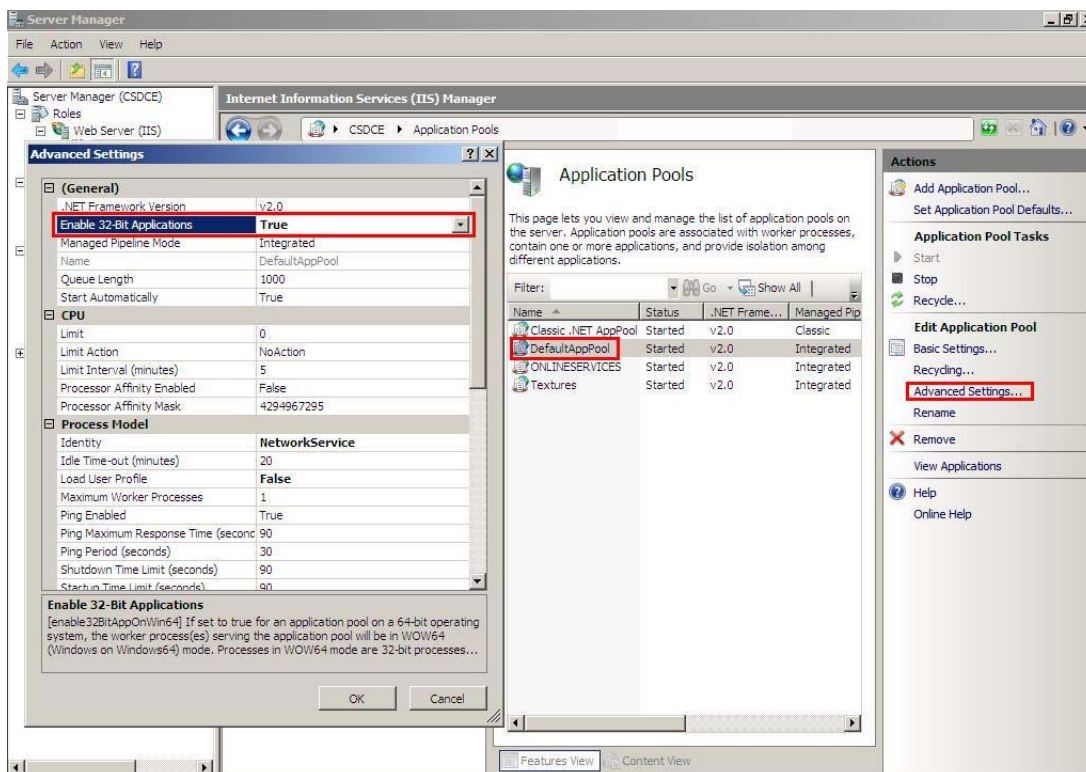 Server Manager
File Action View Help
Server Manager (CSDCE)
Roles
Web Server (IIS)
Internet Information Services (IIS) Manager
CSDCE Application Pools
Advanced Settings
(General)
.NET Framework Version v2.0
Enable 32-Bit Applications True
Managed Pipeline Mode Integrated
Name DefaultAppPool
Queue Length 1000
Start Automatically True
CPU
Limit 0
Limit Action NoAction
Limit Interval (minutes) 5
Processor Affinity Enabled False
Processor Affinity Mask 4294967295
Process Model
Identity NetworkService
Idle Time-out (minutes) 20
Load User Profile False
Maximum Worker Processes 1
Ping Enabled True
Ping Maximum Response Time (second 90
Ping Period (seconds) 30
Shutdown Time Limit (seconds) 90
Startup Time Limit (seconds) 90
Enable 32-Bit Applications
[enable32BitAppOnWin64] If set to true for an application pool on a 64-bit operating
system, the worker process(es) serving the application pool will be in WOW64
(Windows on Windows64) mode. Processes in WOW64 mode are 32-bit processes...
OK Cancel
Application Pools
This page lets you view and manage the list of application pools on
the server. Application pools are associated with worker processes,
contain one or more applications, and provide isolation among
different applications.
Filter: Go Show All
Name Status .NET Frame... Managed Pip
Classic .NET AppPool Started v2.0 Classic
DefaultAppPool Started v2.0 Integrated
ONLINESERVICES Started v2.0 Integrated
Textures Started v2.0 Integrated
Features View Content View
Actions
Add Application Pool...
Set Application Pool Defaults...
Application Pool Tasks
Start
Stop
Recycle...
Edit Application Pool
Basic Settings...
Recycling...
Advanced Settings...
Rename
Remove
View Applications
Help
Online Help